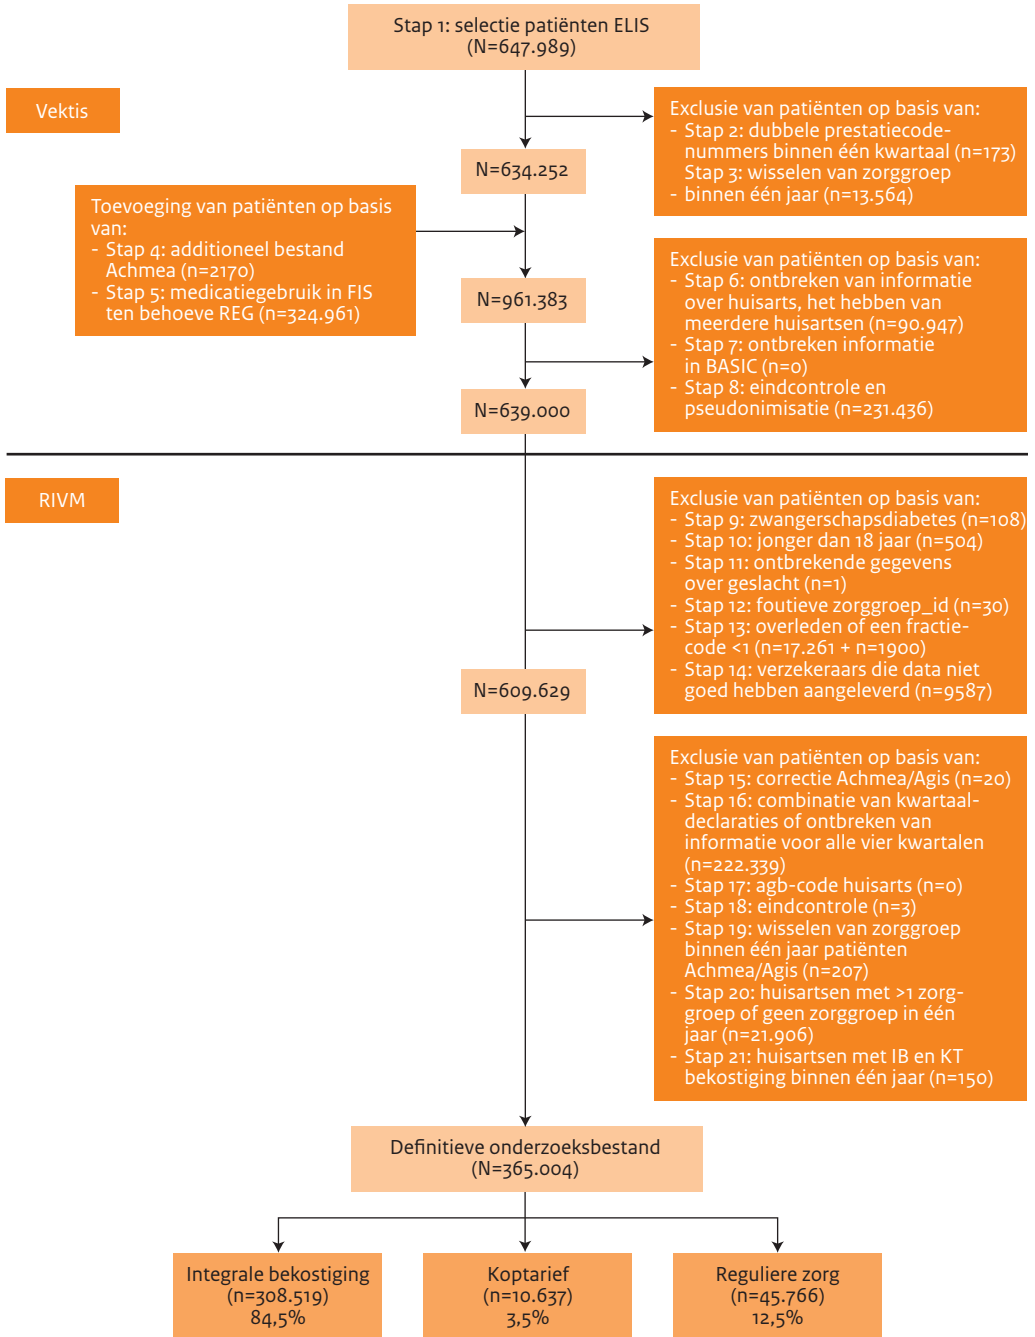 Stap 1: selectie patiënten ELIS
(N=647.989)
Vektis
Exclusie van patiënten op basis van:
- Stap 2: dubbele prestatiecode-
nummers binnen één kwartaal (n=173)
Stap 3: wisselen van zorggroep
- binnen één jaar (n=13.564)
N=634.252
Toevoeging van patiënten op basis
van:
- Stap 4: additioneel bestand
Achmea (n=2170)
- Stap 5: medicatiegebruik in FIS
ten behoeve REG (n=324.961)
N=961.383
Exclusie van patiënten op basis van:
- Stap 6: ontbreken van informatie
over huisarts, het hebben van
meerdere huisartsen (n=90.947)
- Stap 7: ontbreken informatie
in BASIC (n=0)
- Stap 8: eindcontrole en
pseudonimisatie (n=231.436)
N=639.000
RIVM
Exclusie van patiënten op basis van:
- Stap 9: zwangerschapsdiabetes (n=108)
- Stap 10: jonger dan 18 jaar (n=504)
- Stap 11: ontbrekende gegevens
over geslacht (n=1)
- Stap 12: foutieve zorggroep_id (n=30)
- Stap 13: overleden of een fractie-
code <1 (n=17.261 + n=1900)
- Stap 14: verzekeraars die data niet
goed hebben aangeleverd (n=9587)
N=609.629
Exclusie van patiënten op basis van:
- Stap 15: correctie Achmea/Agis (n=20)
- Stap 16: combinatie van kwartaal-
declaraties of ontbreken van
informatie voor alle vier kwartalen
(n=222.339)
- Stap 17: agb-code huisarts (n=0)
- Stap 18: eindcontrole (n=3)
- Stap 19: wisselen van zorggroep
binnen één jaar patiënten
Achmea/Agis (n=207)
- Stap 20: huisartsen met >1 zorg-
groep of geen zorggroep in één
jaar (n=21.906)
- Stap 21: huisartsen met IB en KT
bekostiging binnen één jaar (n=150)
Definitieve onderzoeksbestand
(N=365.004)
Integrale bekostiging
(n=308.519)
84,5%
Koptarief
(n=10.637)
3,5%
Reguliere zorg
(n=45.766)
12,5%